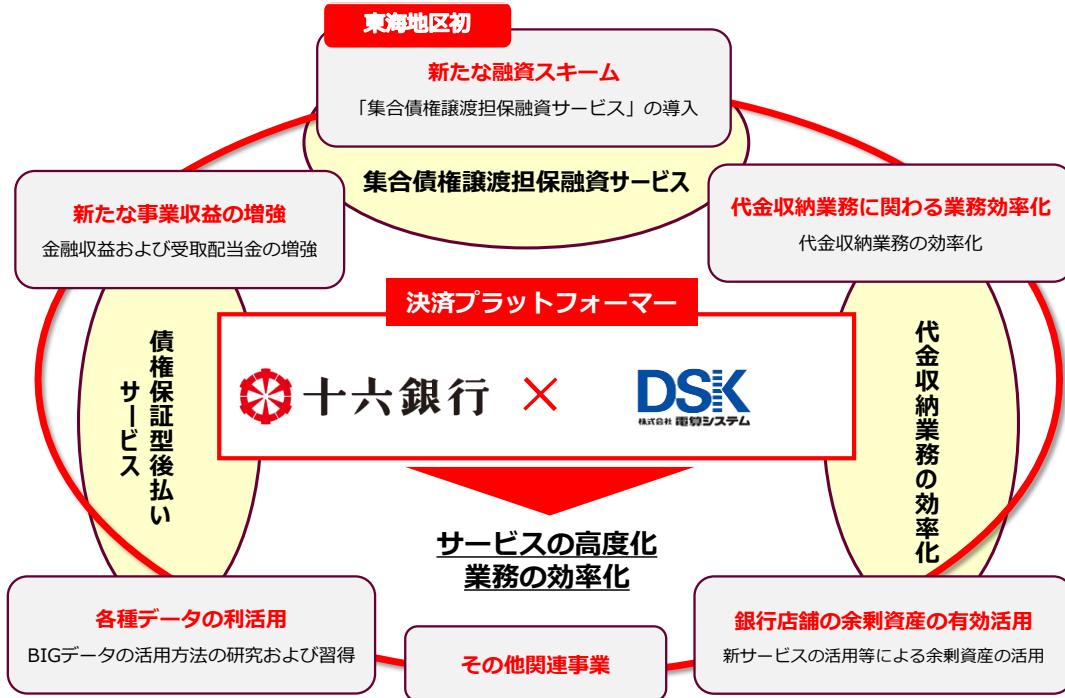 東海地区初
新たな融資スキーム
「集合債権譲渡担保融資サービス」の導入
集合債権譲渡担保融資サービス
新たな事業収益の増強
金融収益および受取配当金の増強
代金収納業務に関わる業務効率化
代金収納業務の効率化
決済プラットフォーマー
債権保証型後払い
サービス
十六銀行 × DSK
株式会社 電算システム
代金収納業務の効率化
サービスの高度化
業務の効率化
各種データの利活用
BIGデータの活用方法の研究および習得
その他関連事業
銀行店舗の余剰資産の有効活用
新サービスの活用等による余剰資産の活用